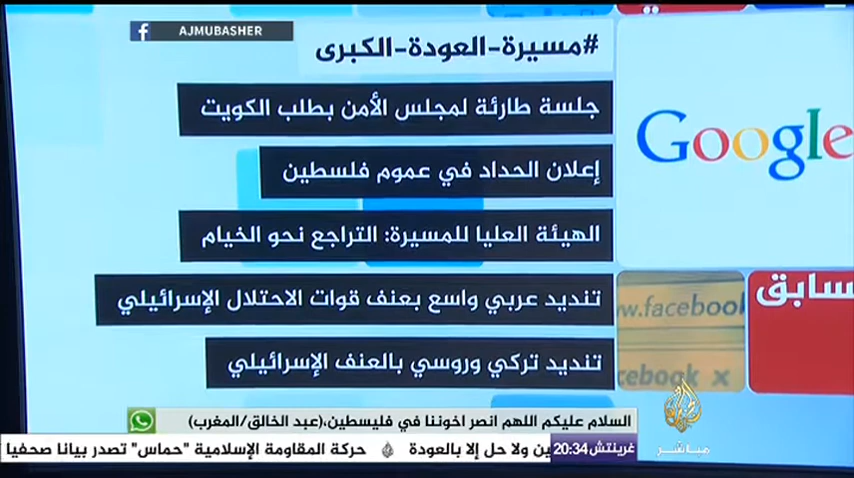 AJMUBASHER
#مسيرة-العودة-الكبرى
جلسة طارئة لمجلس الأمن بطلب الكويت
إعلان الحداد في عموم فلسطين
الهيئة العليا للمسيرة: التراجع نحو الخيام
تنديد عربي واسع بعنف قوات الاحتلال الإسرائيلي
تنديد تركي وروسي بالعنف الإسرائيلي
Google
سابق
ww.facebook
cebook x
السلام عليكم اللهم انصر اخوننا في فليسطين،(عبد الخالق/المغرب)
غرينتش 20:34
ين ولا حل إلا بالعودة
حركة المقاومة الإسلامية "حماس" تصدر بيانا صحفيا
مباشر